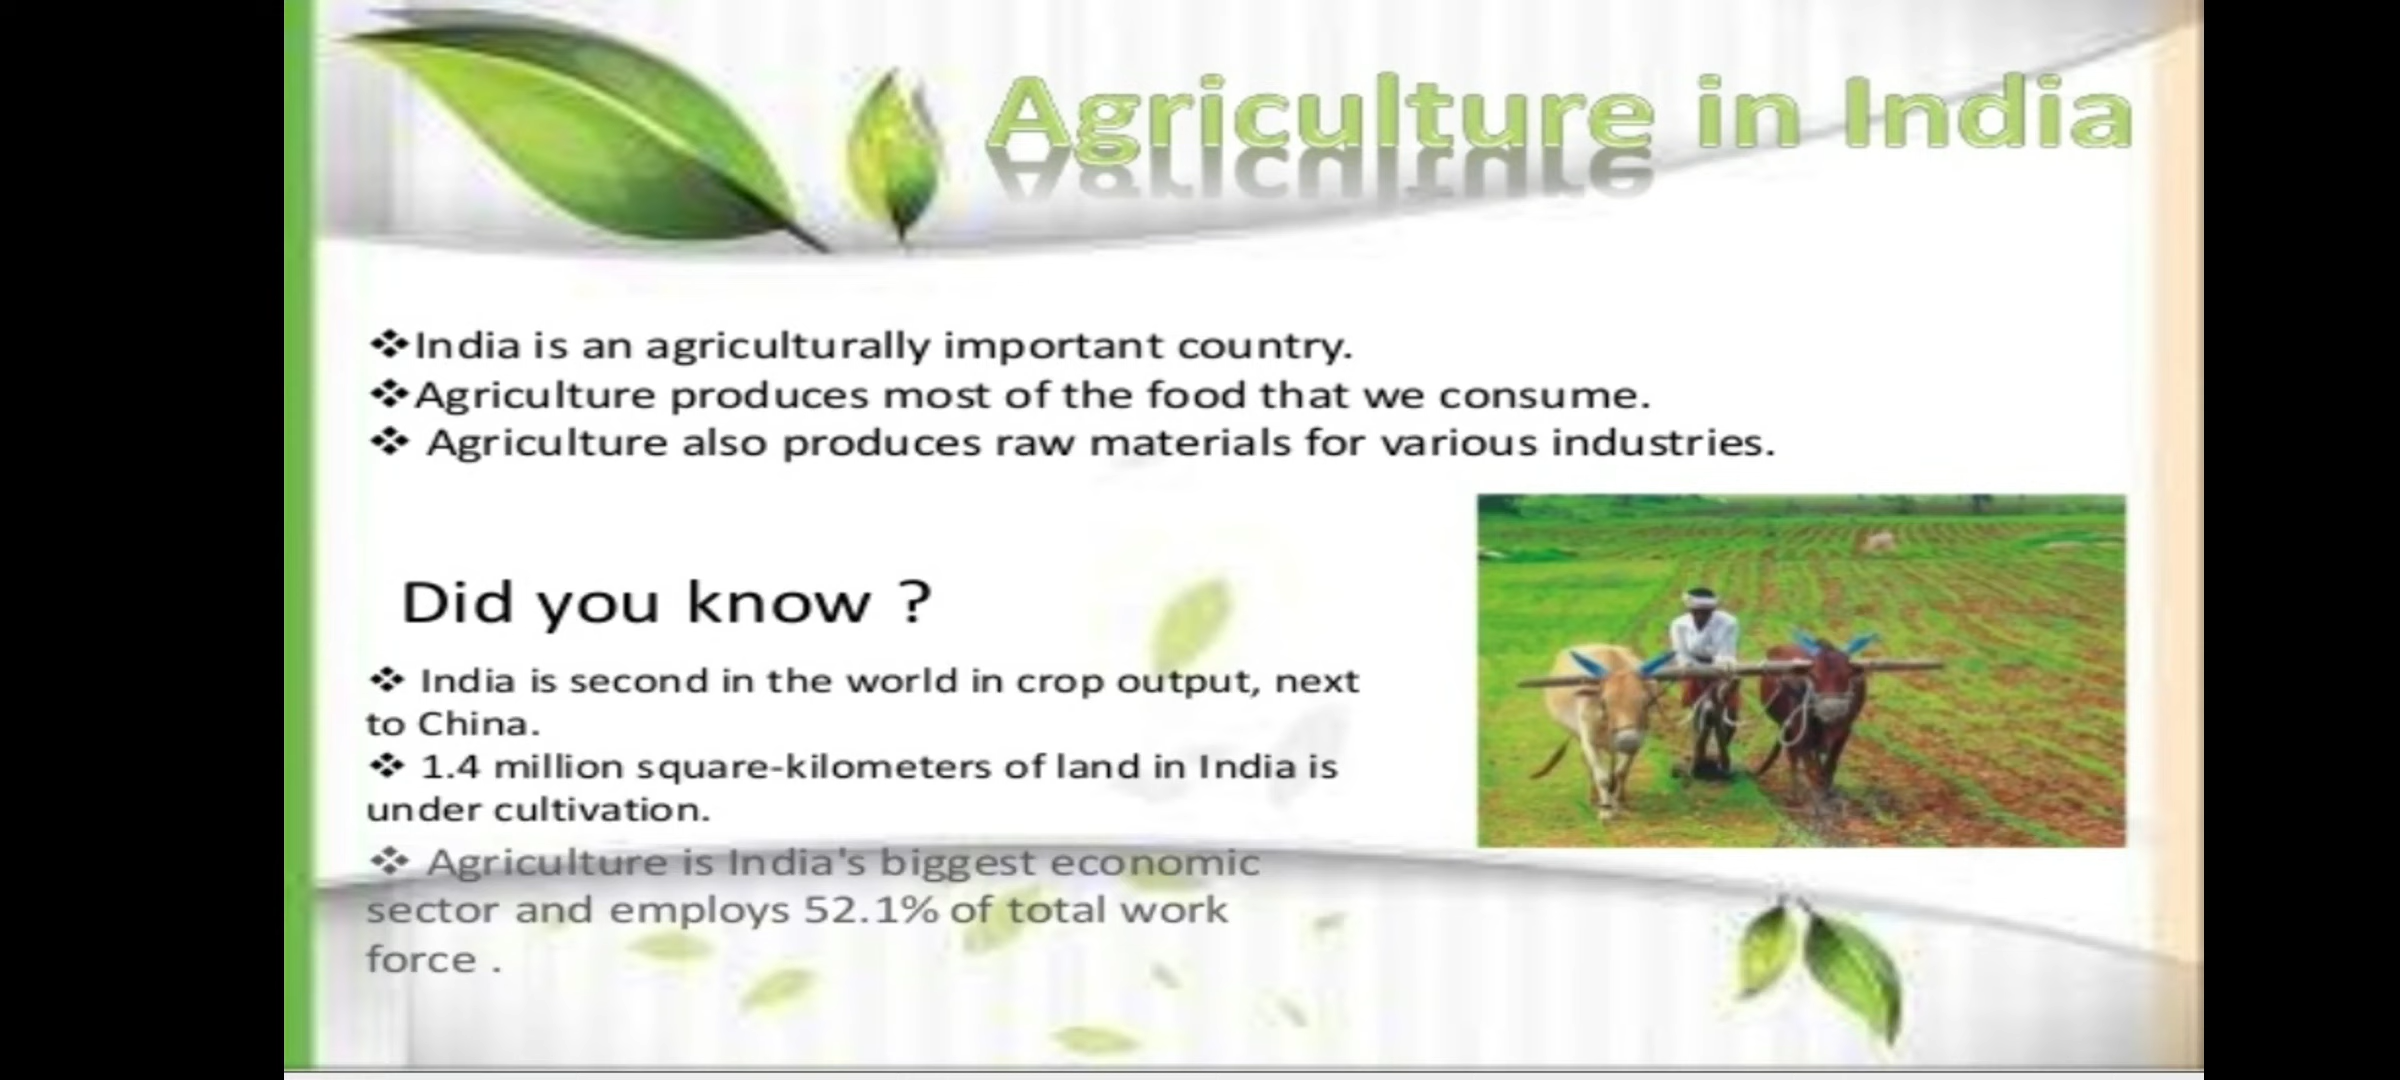 Agriculture in India
❖India is an agriculturally important country.
❖Agriculture produces most of the food that we consume.
❖ Agriculture also produces raw materials for various industries.
Did you know ?
❖ India is second in the world in crop output, next
to China.
❖ 1.4 million square-kilometers of land in India is
under cultivation.
❖ Agriculture is India's biggest economic
sector and employs 52.1% of total work
force .